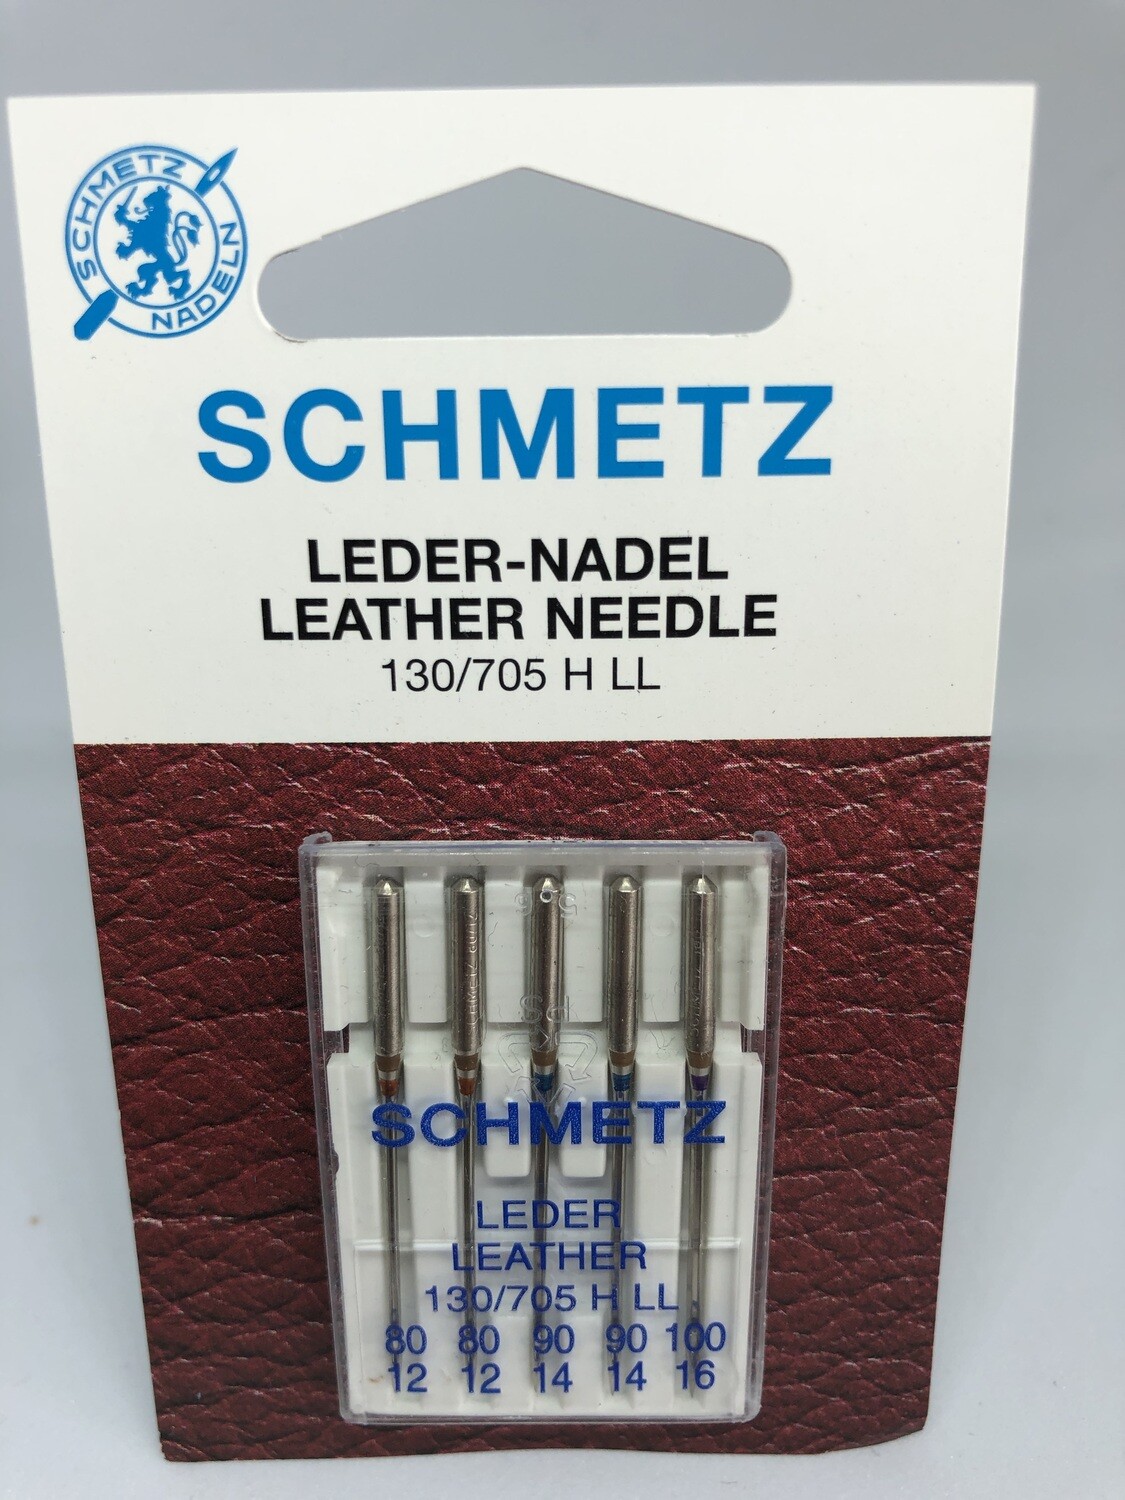 SCHMETZ
NADELN
SCHMETZ
LEDER-NADEL
LEATHER NEEDLE
130/705 H LL
SCHMETZ
LEDER
LEATHER
130/705 H LL
80 80 90 90 100
12 12 14 14 16